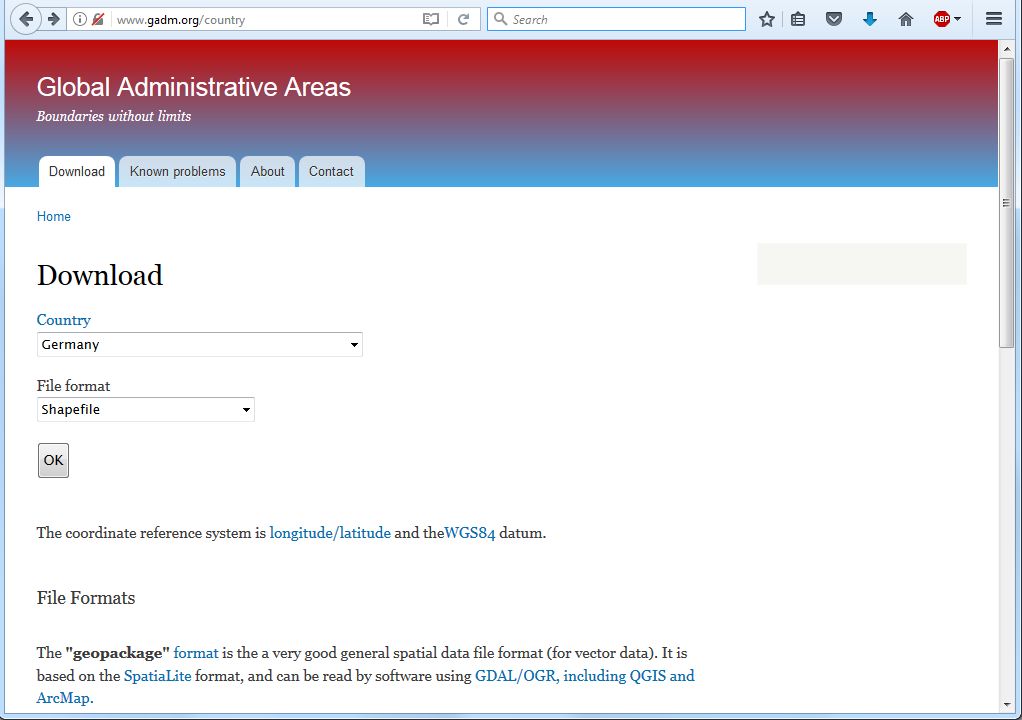 www.gadm.org/country
Search
ABP
Global Administrative Areas
Boundaries without limits
Download Known problems About Contact
Home
Download
Country
Germany
File format
Shapefile
OK
The coordinate reference system is longitude/latitude and theWGS84 datum.
File Formats
The "geopackage" format is the a very good general spatial data file format (for vector data). It is
based on the SpatiaLite format, and can be read by software using GDAL/OGR, including QGIS and
ArcMap.